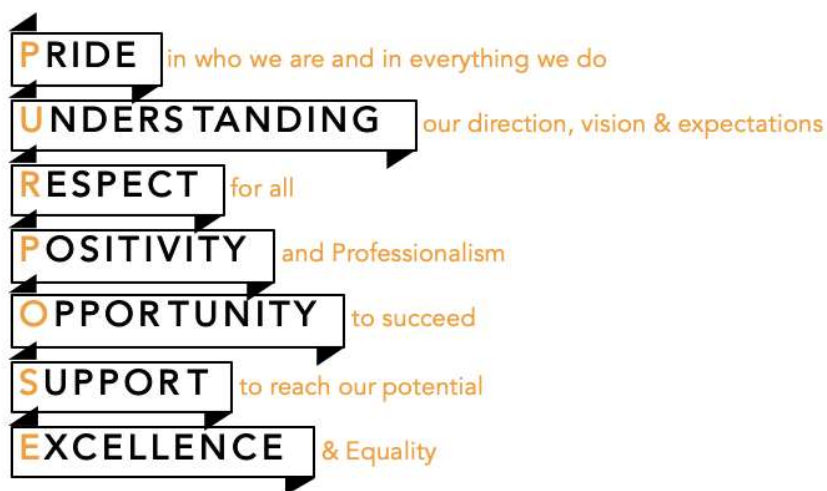 PRIDE in who we are and in everything we do
UNDERSTANDING our direction, vision & expectations
RESPECT for all
POSITIVITY and Professionalism
OPPORTUNITY to succeed
SUPPORT to reach our potential
EXCELLENCE & Equality